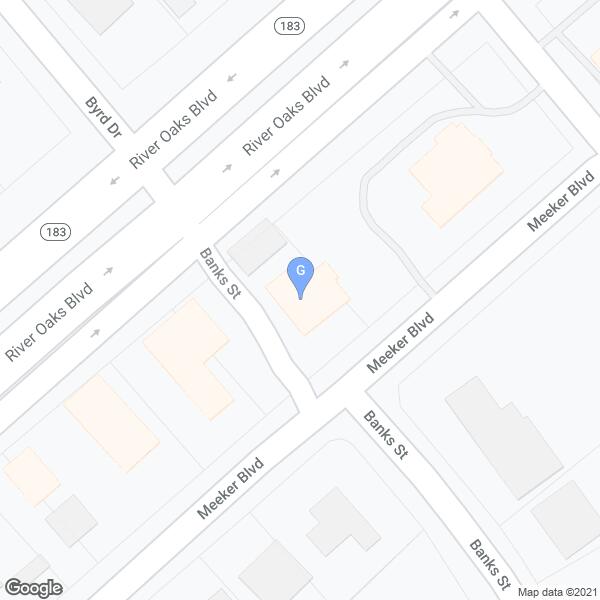 183
Byrd Dr
River Oaks Blvd
River Oaks Blvd
Meeker Blvd
183
Banks St
G
River Oaks Blvd
Meeker Blvd
Banks St
Meeker Blvd
Banks St
Google
Map data ©2021